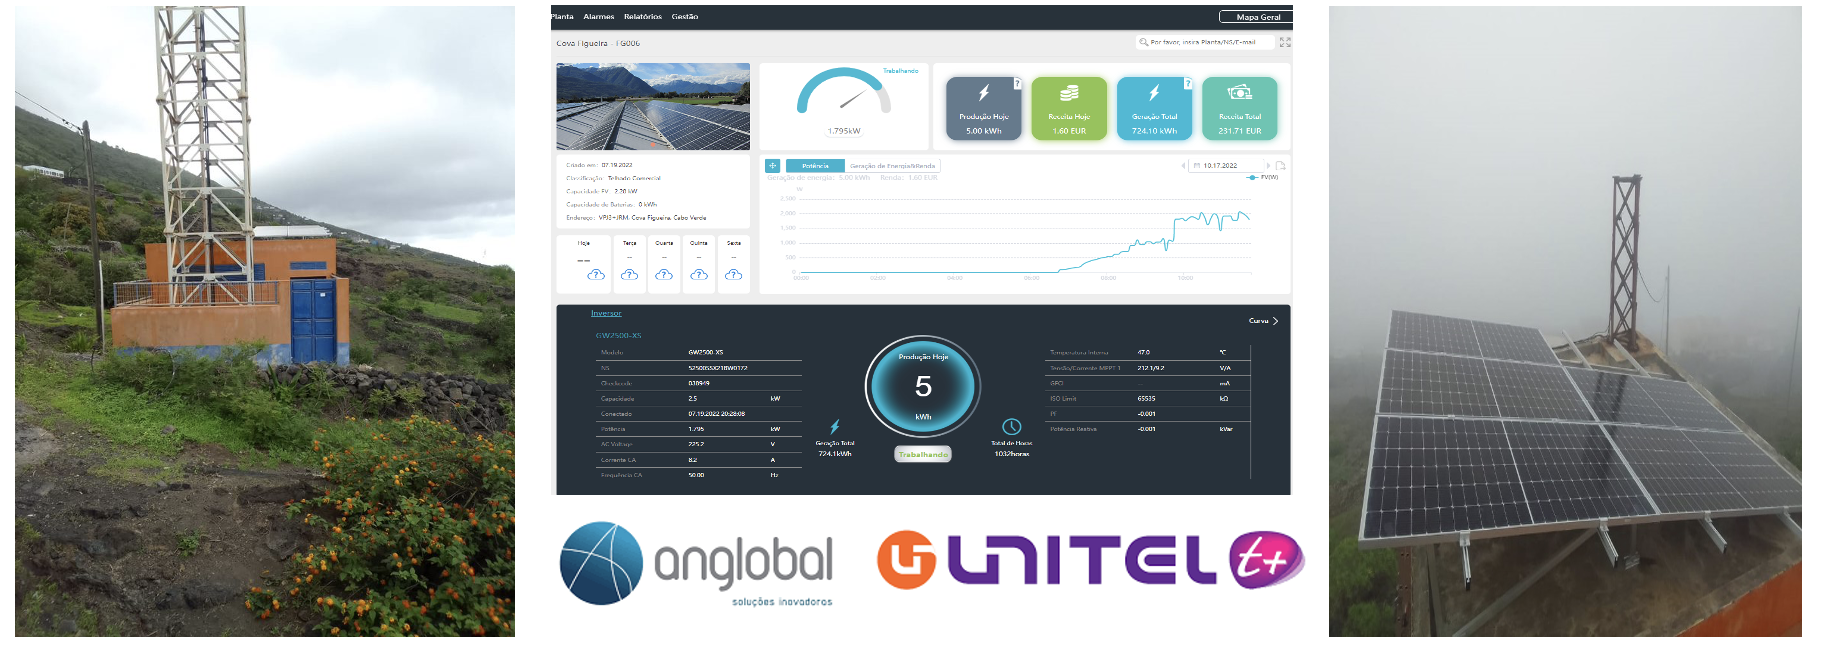 Planta Alarmes Relatórios Gestão
Mapa Geral
Cova Figueira - FG006
Por favor, insira Planta/NS/E-mail
Trabalhando
1.795kW
?
Produção Hoje
5.00 kWh
Receita Hoje
1.60 EUR
?
Geração Total
724.10 kWh
Receita Total
231.71 EUR
Criado em: 07.19.2022
Classificação: Telhado Comercial
Capacidade FV: 2.20 kW
Capacidade de Baterias: 0 kWh
Endereço: VPJ3+JRM, Cova Figueira, Cabo Verde
Hoje Terça Quarta Quinta Sexta
-- - - - -
? ? ? ? ?
Potência Geração de Energia&Renda
10.17.2022
Geração de energia: 5.00 kWh Renda: 1.60 EUR
FV(W)
W
2,500
2,000
1,500
1,000
500
0
00:00 02:00 04:00 06:00 08:00 10:00
Inversor
Curva
GW2500-XS
Modelo GW2500-XS
NS
Checkcode 038949
Capacidade 2.5 kW
Conectado 07.19.2022 20:28:08
Potência 1.795 kW
AC Voltage 225.2 V
Corrente CA 8.2 A
Frequência CA 50.00 Hz
Produção Hoje
5
kWh
Geração Total
724.1kWh
Trabalhando
Total de Horas
1032horas
Temperatura Interna 47.0 ℃
Tensão/Corrente MPPT 1 212.1/9.2 V/A
GFCI -- mA
ISO Limit 65535 kΩ
PF -0.001
Potência Reativa -0.001 kVar
anglobal
soluções inovadoras
UNITEL t+